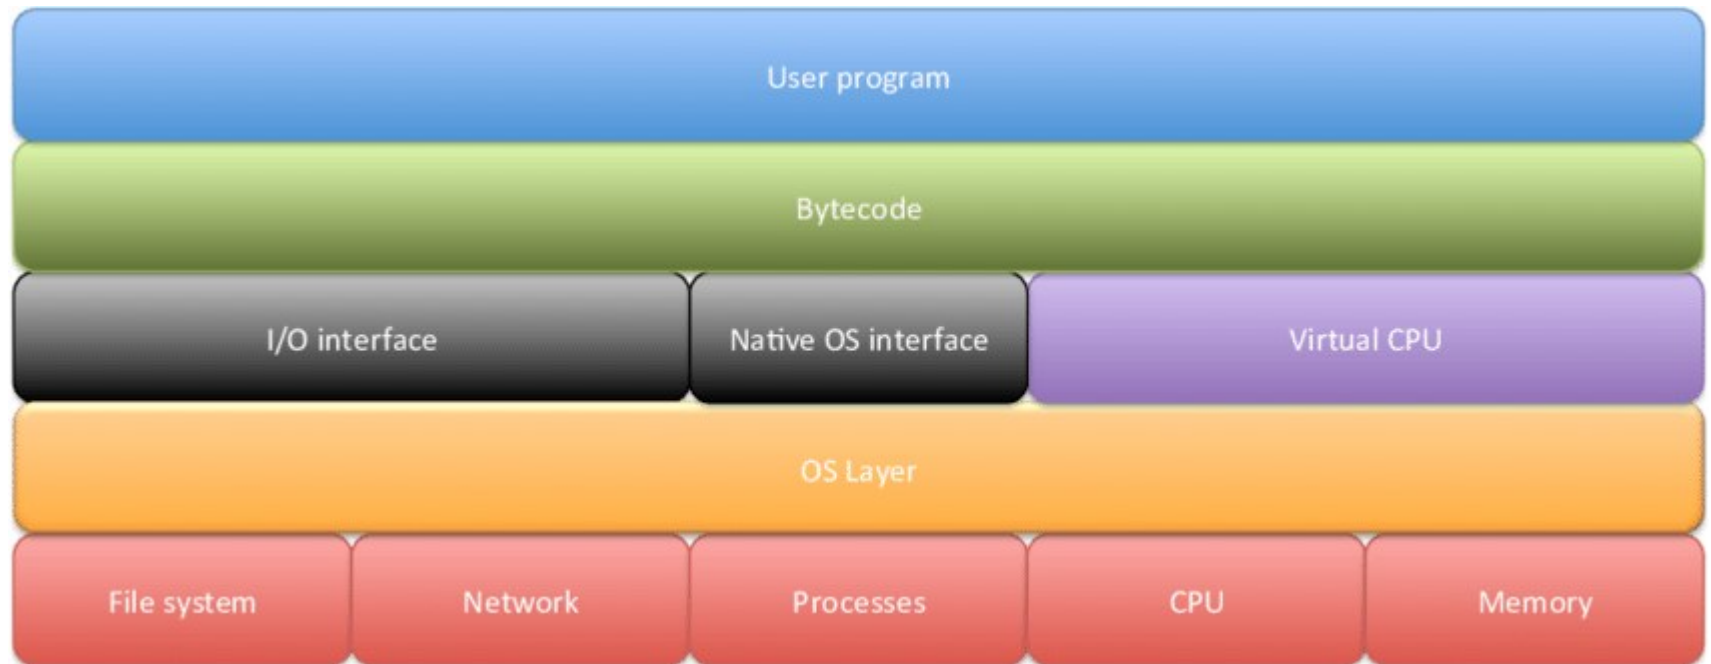 User program
Bytecode
I/O interface
Native OS interface
Virtual CPU
OS Layer
File system
Network
Processes
CPU
Memory